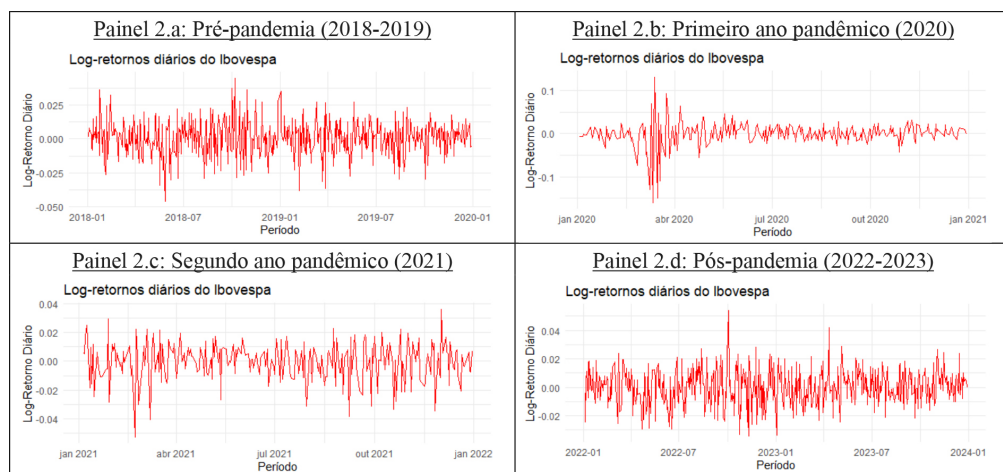 Painel 2.a: Pré-pandemia (2018-2019)
Log-retornos diários do Ibovespa
Log-Retorno Diário
0.025
0.000
-0.025
-0.050
2018-01
2018-07
2019-01
2019-07
2020-01
Período
Painel 2.b: Primeiro ano pandêmico (2020)
Log-retornos diários do Ibovespa
Log-Retorno Diário
0.1
0.0
-0.1
jan 2020
abr 2020
jul 2020
out 2020
jan 2021
Período
Painel 2.c: Segundo ano pandêmico (2021)
Log-retornos diários do Ibovespa
Log-Retorno Diário
0.04
0.02
0.00
-0.02
-0.04
jan 2021
abr 2021
jul 2021
out 2021
jan 2022
Período
Painel 2.d: Pós-pandemia (2022-2023)
Log-retornos diários do Ibovespa
Log-Retorno Diário
0.04
0.02
0.00
-0.02
2022-01
2022-07
2023-01
2023-07
2024-01
Período